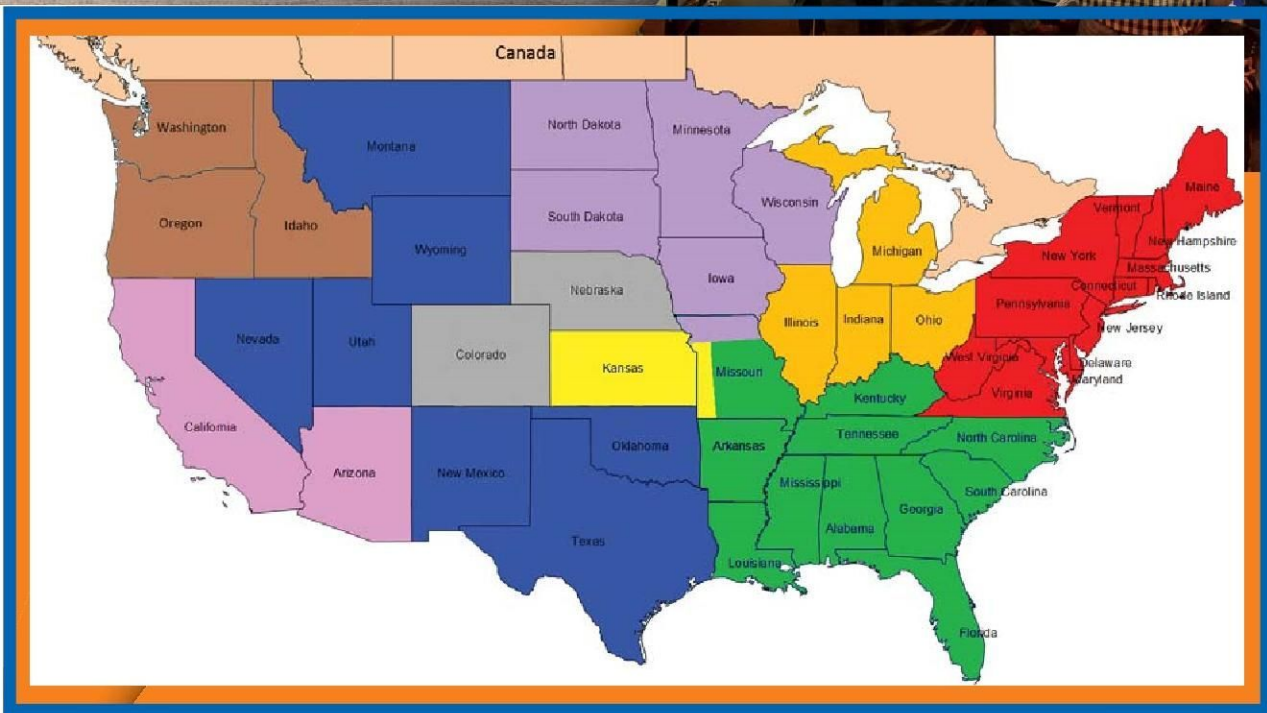 Canada
Washington
Montana
North Dakota
Minnesota
Oregon
Idaho
Wyoming
South Dakota
Wisconsin
Michigan
Maine
Vermont
New Hampshire
New York
Massachusetts
Connecticut
Rhode Island
Nevada
Utah
Colorado
Nebraska
Iowa
Illinois
Indiana
Ohio
Pennsylvania
New Jersey
California
Kansas
Missouri
West Virginia
Delaware
Maryland
Virginia
Kentucky
Arizona
New Mexico
Oklahoma
Arkansas
Tennessee
North Carolina
Mississippi
South Carolina
Georgia
Alabama
Texas
Louisiana
Florida